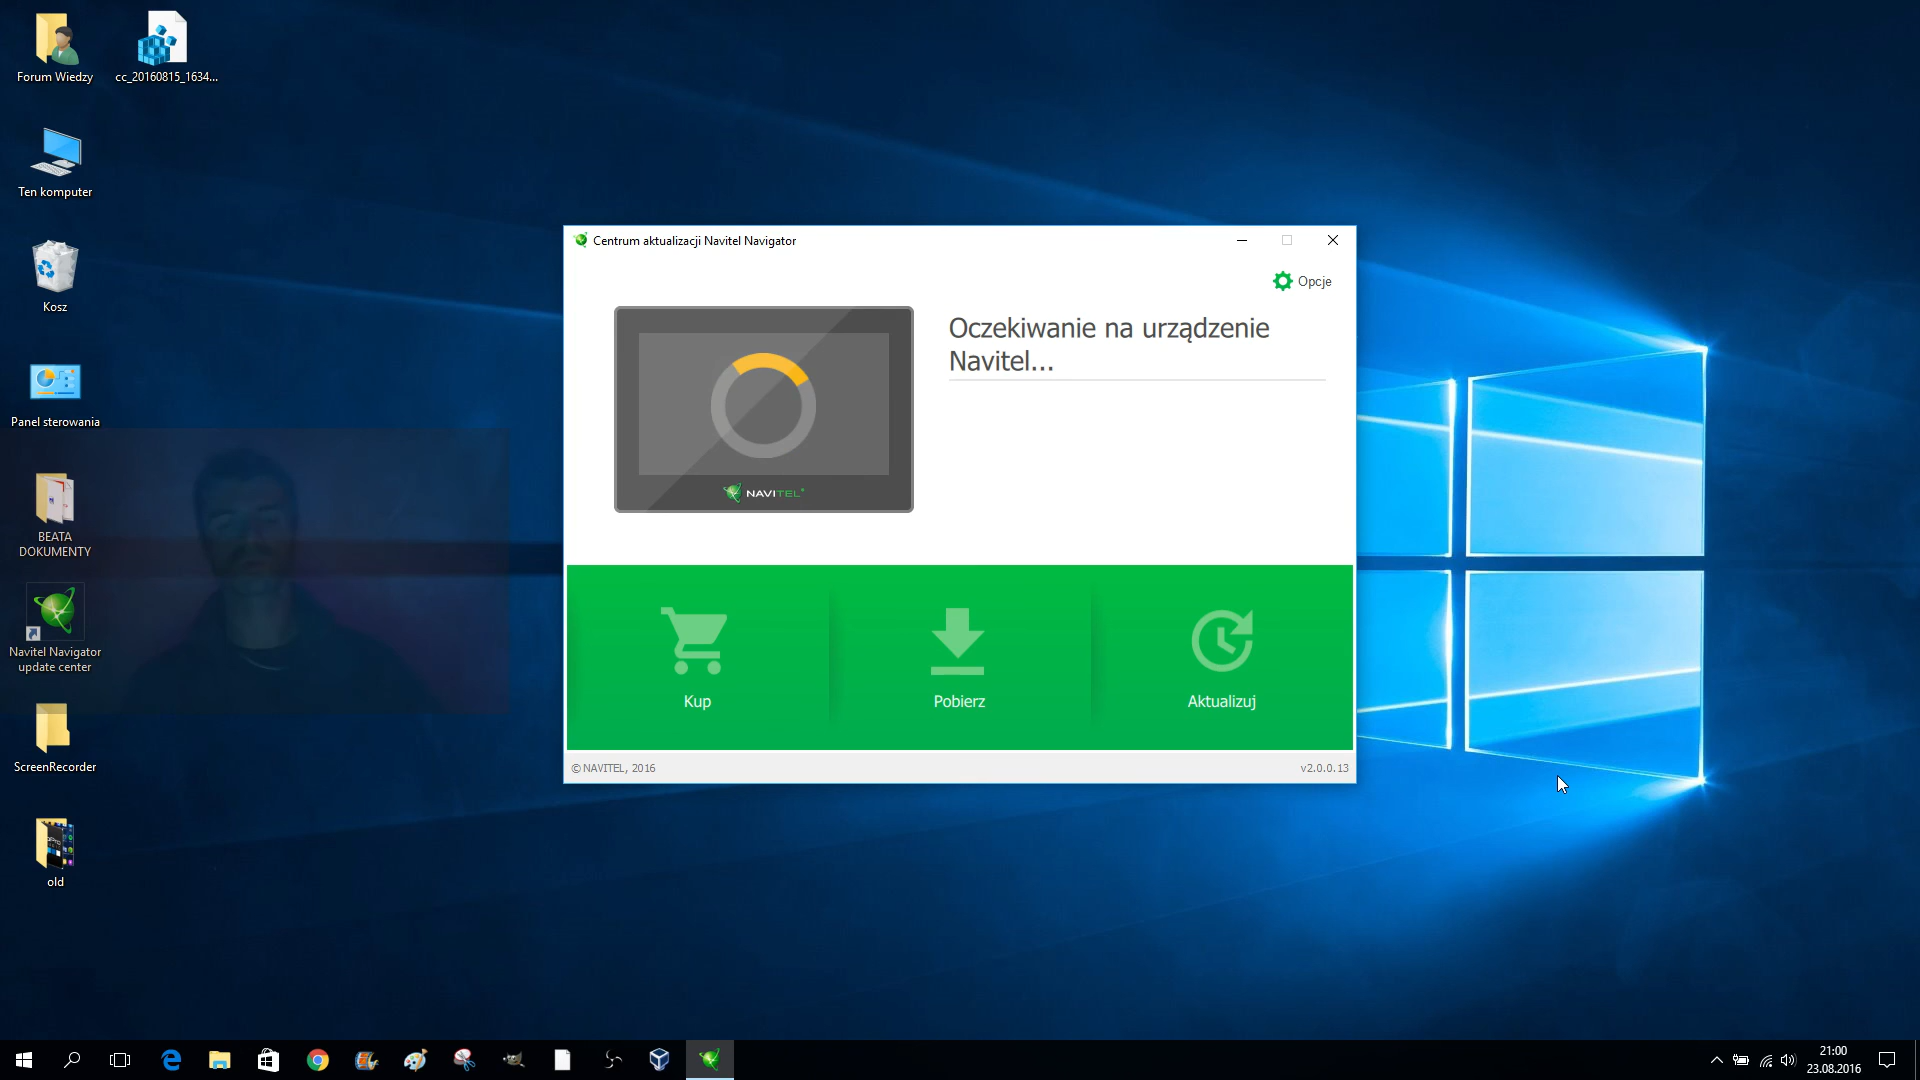 Forum Wiedzy
cc_20160815_1634...
Ten komputer
Kosz
Panel sterowania
BEATA
DOKUMENTY
Navitel Navigator
update center
ScreenRecorder
old
Centrum aktualizacji Navitel Navigator
Opcje
Oczekiwanie na urządzenie
Navitel...
NAVITEL
Kup
Pobierz
Aktualizuj
© NAVITEL, 2016
v2.0.0.13
21:00
23.08.2016